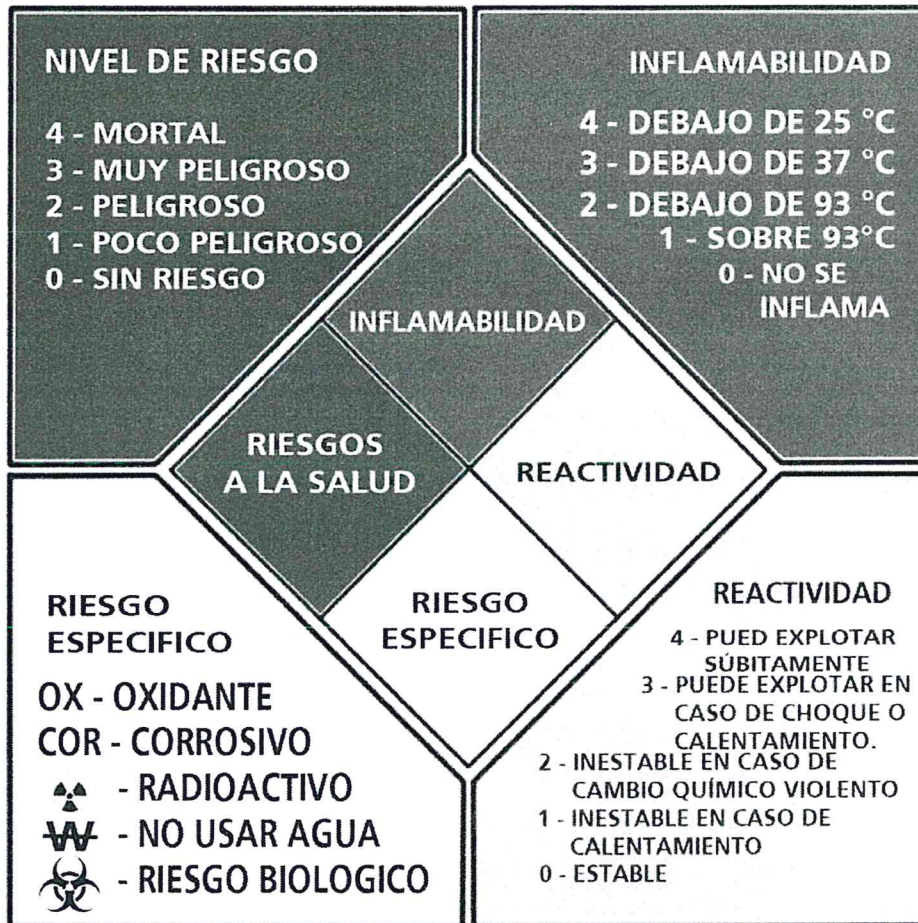 NIVEL DE RIESGO
4 - MORTAL
3 - MUY PELIGROSO
2 - PELIGROSO
1 - POCO PELIGROSO
0 - SIN RIESGO
INFLAMABILIDAD
4 - DEBAJO DE 25 °C
3 - DEBAJO DE 37 °C
2 - DEBAJO DE 93 °C
1 - SOBRE 93°C
0 - NO SE
INFLAMA
INFLAMABILIDAD
RIESGOS
A LA SALUD
REACTIVIDAD
RIESGO
ESPECIFICO
RIESGO
ESPECIFICO
OX - OXIDANTE
COR - CORROSIVO
- RADIOACTIVO
W - NO USAR AGUA
- RIESGO BIOLOGICO
REACTIVIDAD
4 - PUED EXPLOTAR
SÚBITAMENTE
3 - PUEDE EXPLOTAR EN
CASO DE CHOQUE O
CALENTAMIENTO.
2 - INESTABLE EN CASO DE
CAMBIO QUÍMICO VIOLENTO
1 - INESTABLE EN CASO DE
CALENTAMIENTO
0 - ESTABLE